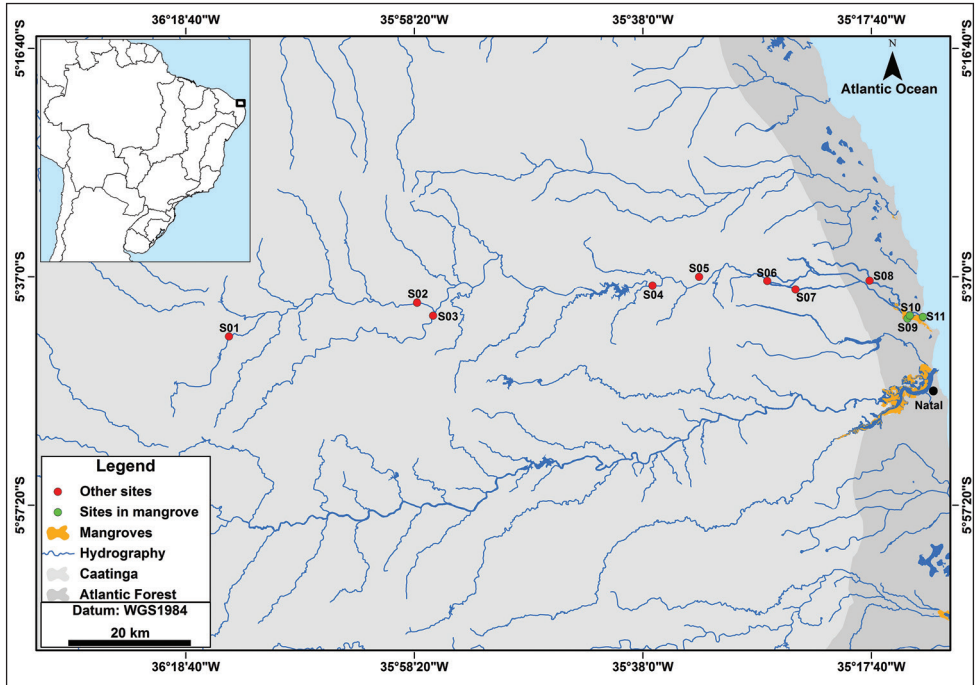 36°18'40"W
35°58'20"W
35°38'0"W
35°17'40"W
5°16'40"S
5°16'40"S
N
Atlantic Ocean
5°37'0"S
5°37'0"S
S01
S02
S03
S04
S05
S06
S07
S08
S10
S09
S11
Natal
5°57'20"S
5°57'20"S
Legend
Other sites
Sites in mangrove
Mangroves
Hydrography
Caatinga
Atlantic Forest
Datum: WGS1984
20 km
36°18'40"W
35°58'20"W
35°38'0"W
35°17'40"W